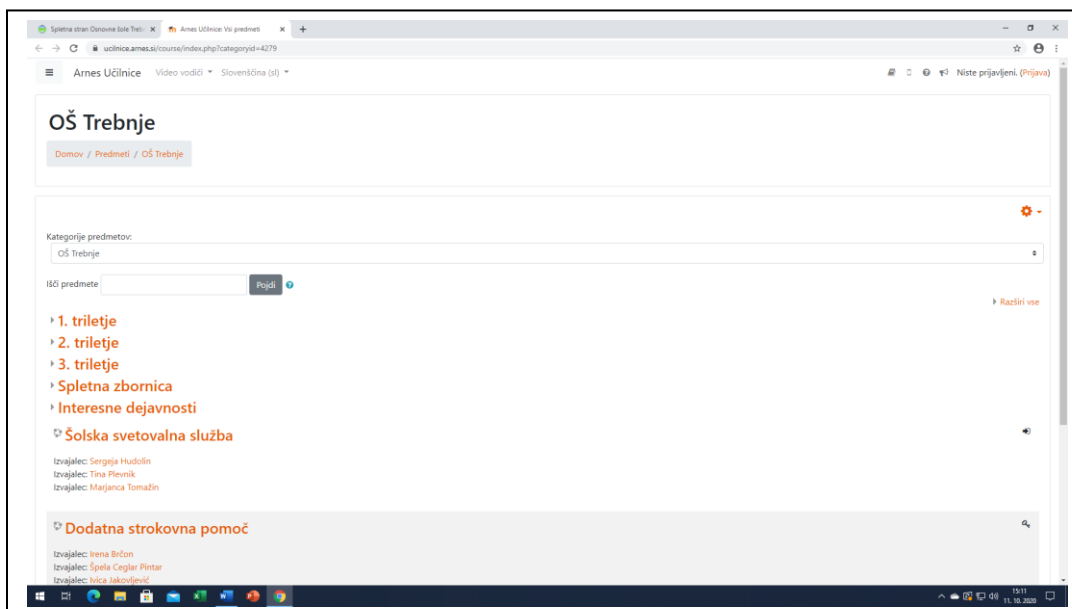 Spletna stran Osnovne šole Treb
Arnes Učilnice: Vsi predmeti
ucilnice.arnes.si/course/index.php?categoryid=4279
Arnes Učilnice Video vodiči Slovenščina (sl) Niste prijavljeni. (Prijava)
OŠ Trebnje
Domov / Predmeti / OŠ Trebnje
Kategorije predmetov:
OŠ Trebnje
Išči predmete Pojdi
Razširi vse
1. triletje
2. triletje
3. triletje
Spletna zbornica
Interesne dejavnosti
Šolska svetovalna služba
Izvajalec: Sergeja Hudolin
Izvajalec: Tina Plevnik
Izvajalec: Marjanca Tomažin
Dodatna strokovna pomoč
Izvajalec: Irena Brčon
Izvajalec: Špela Ceglar Pintar
Izvajalec: Ivica Jakovljević
15:11
11. 10. 2020